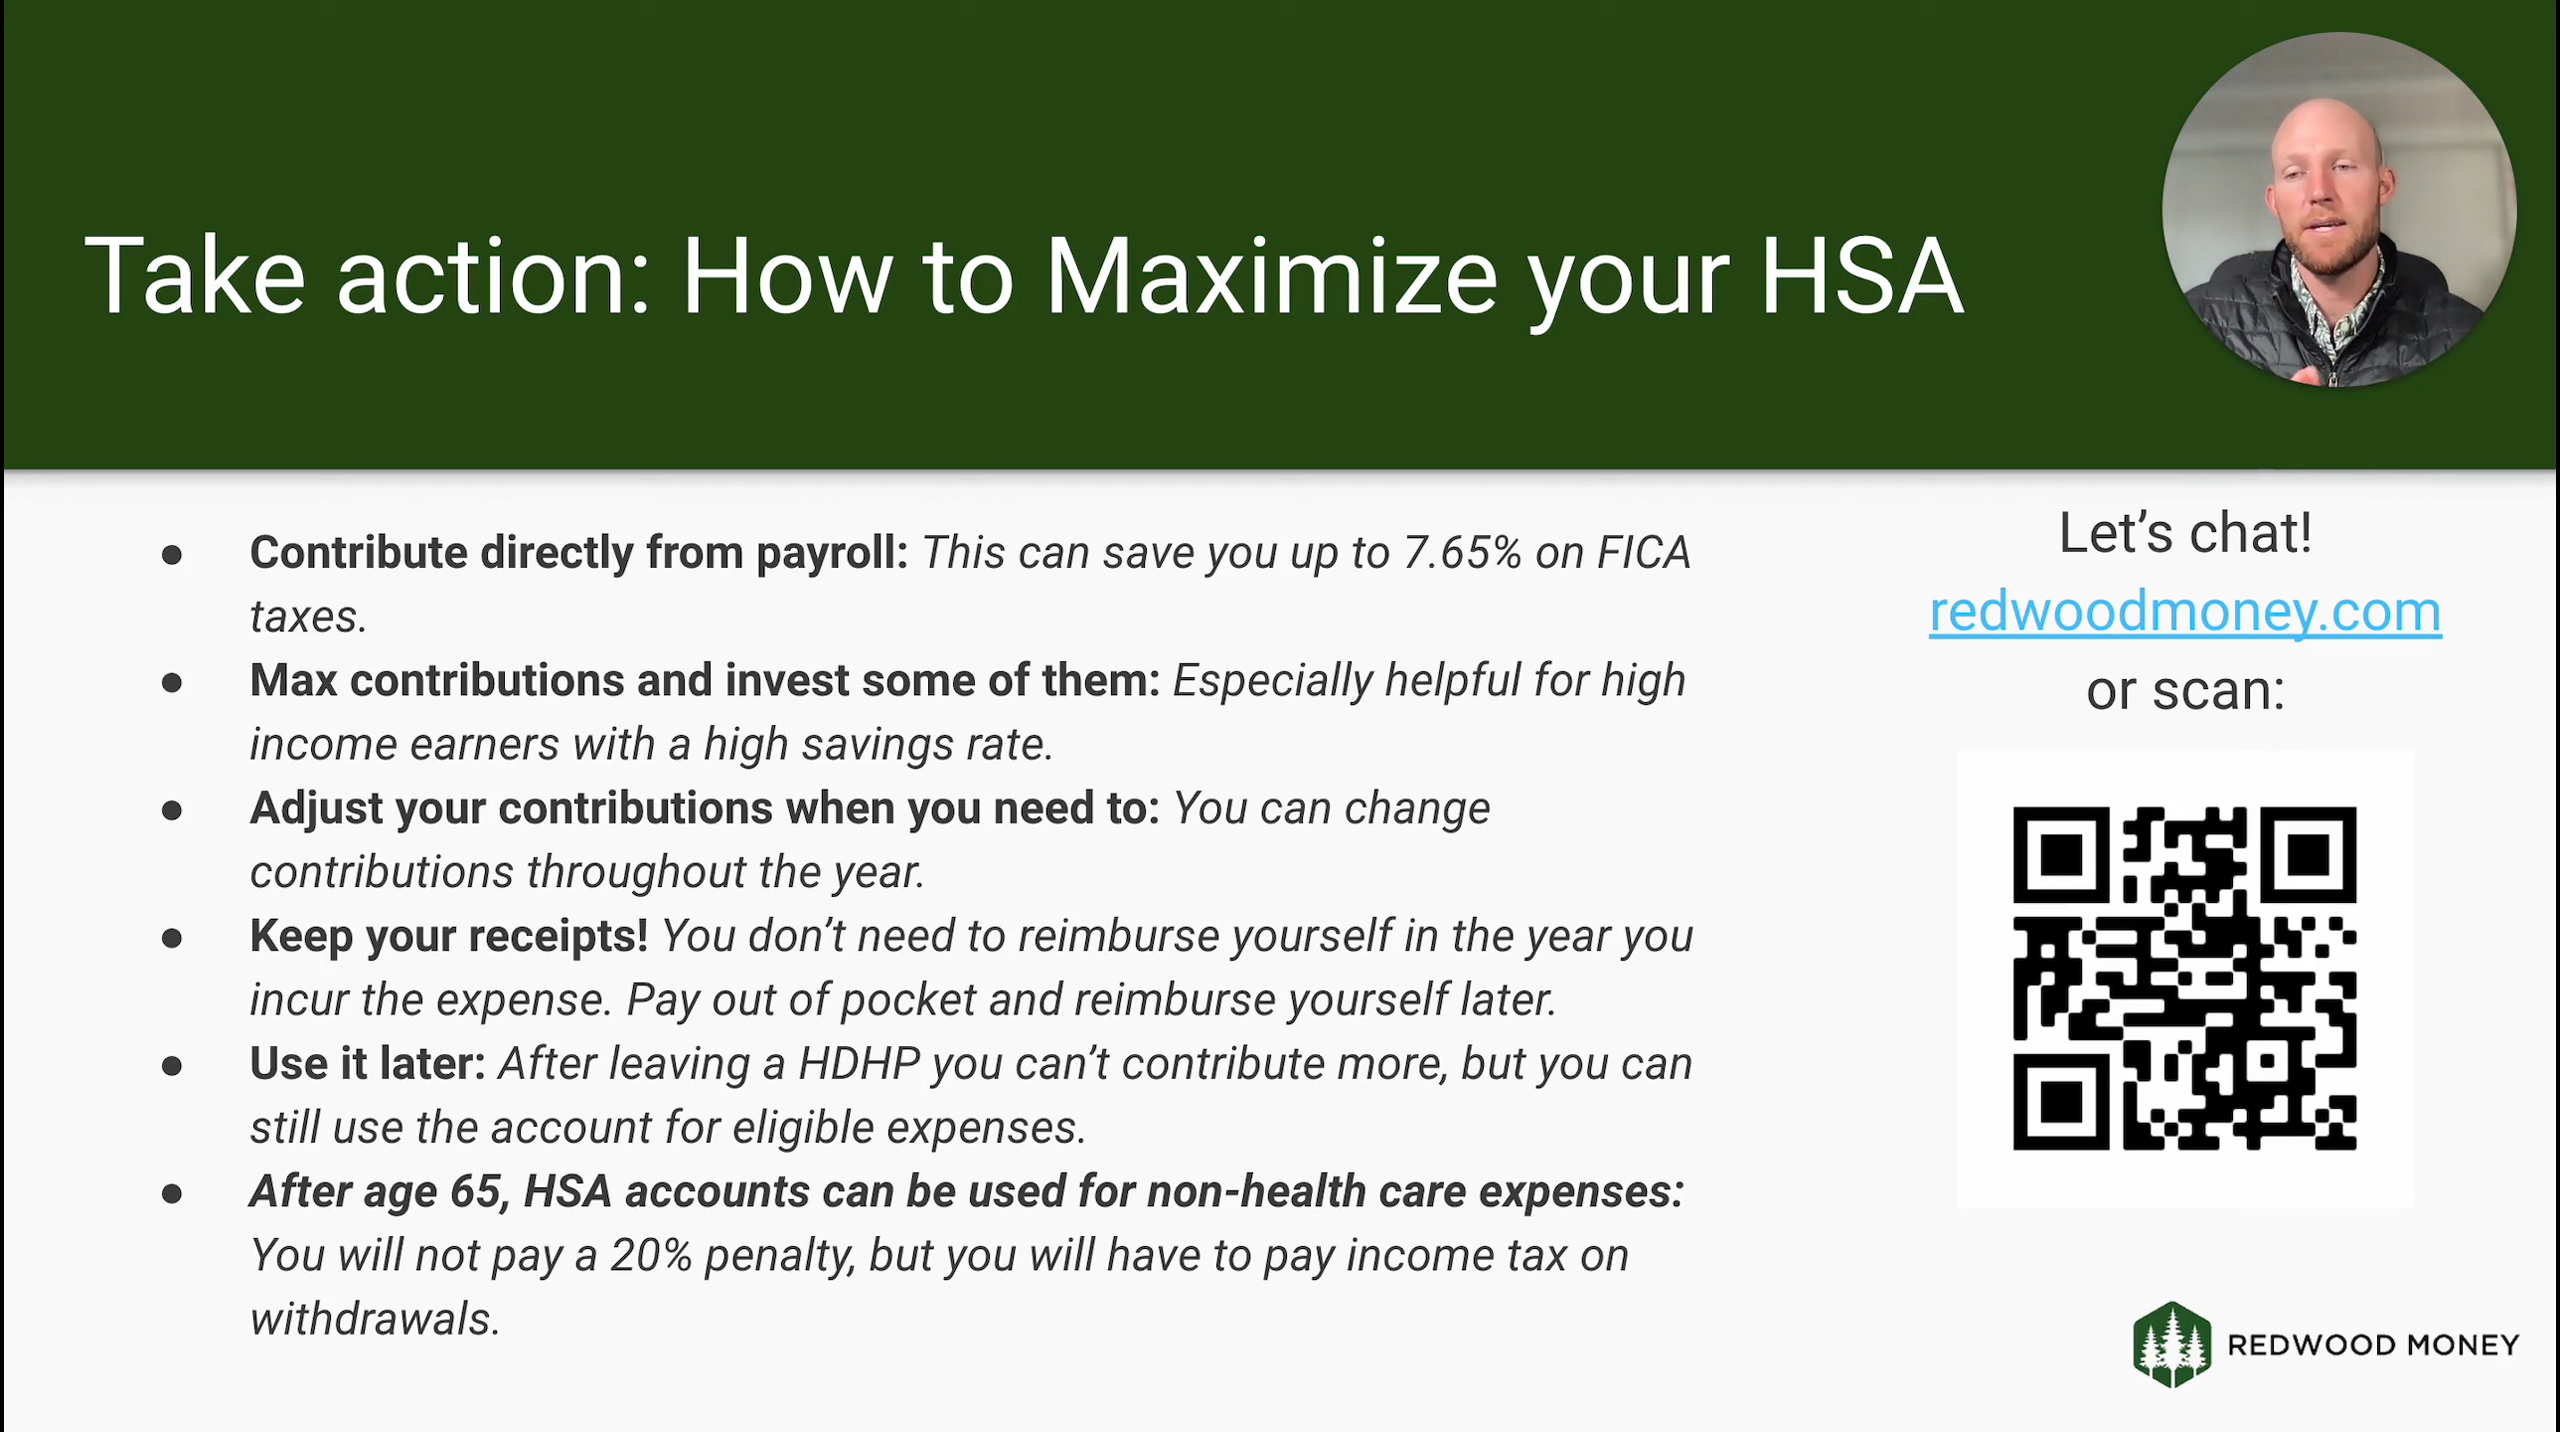 Take action: How to Maximize your HSA
● Contribute directly from payroll: This can save you up to 7.65% on FICA
taxes.
● Max contributions and invest some of them: Especially helpful for high
income earners with a high savings rate.
● Adjust your contributions when you need to: You can change
contributions throughout the year.
● Keep your receipts! You don’t need to reimburse yourself in the year you
incur the expense. Pay out of pocket and reimburse yourself later.
● Use it later: After leaving a HDHP you can’t contribute more, but you can
still use the account for eligible expenses.
● After age 65, HSA accounts can be used for non-health care expenses:
You will not pay a 20% penalty, but you will have to pay income tax on
withdrawals.
Let’s chat!
redwoodmoney.com
or scan:
REDWOOD MONEY